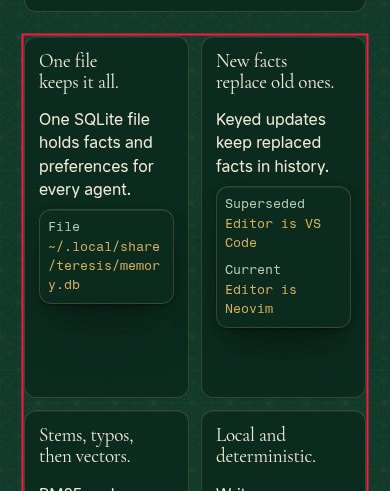 One file
keeps it all.
One SQLite file
holds facts and
preferences for
every agent.
File
~/.local/share
/teresis/memor
y.db
New facts
replace old ones.
Keyed updates
keep replaced
facts in history.
Superseded
Editor is VS
Code
Current
Editor is
Neovim
Stems, typos,
then vectors.
Local and
deterministic.